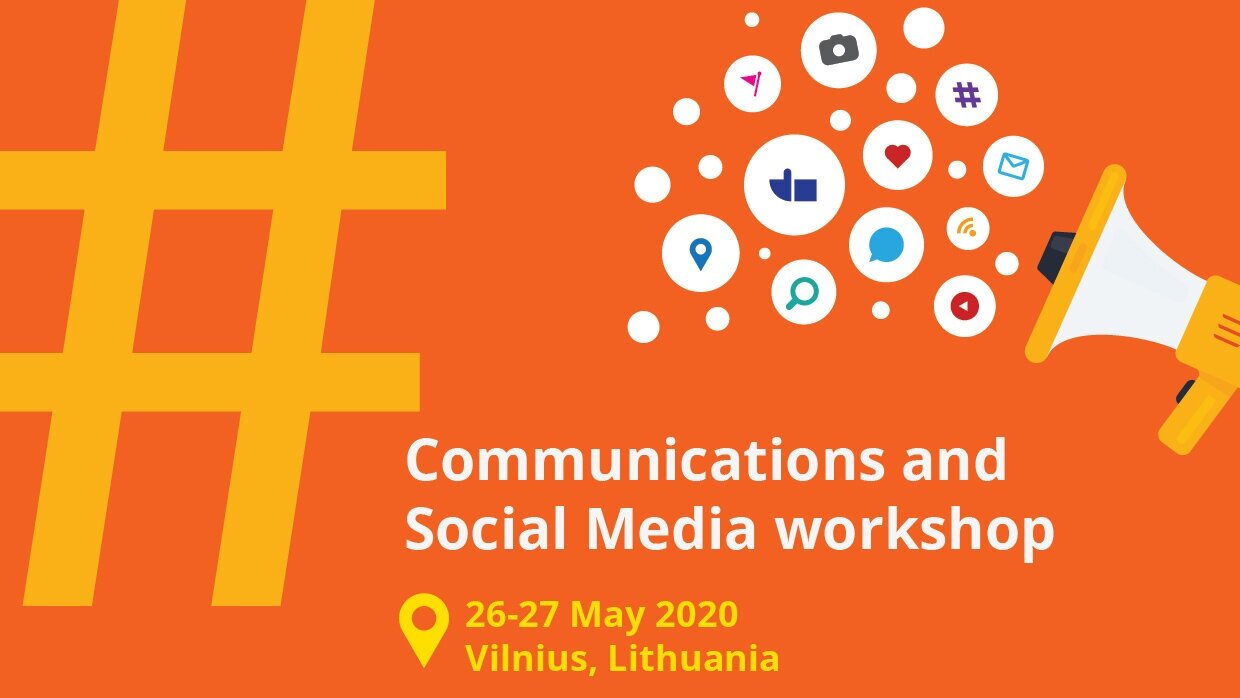 #
Communications and
Social Media workshop
26-27 May 2020
Vilnius, Lithuania